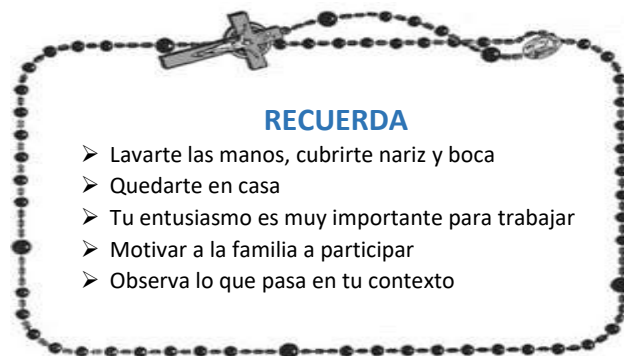 RECUERDA
➢ Lavarte las manos, cubrirte nariz y boca
➢ Quedarte en casa
➢ Tu entusiasmo es muy importante para trabajar
➢ Motivar a la familia a participar
➢ Observa lo que pasa en tu contexto